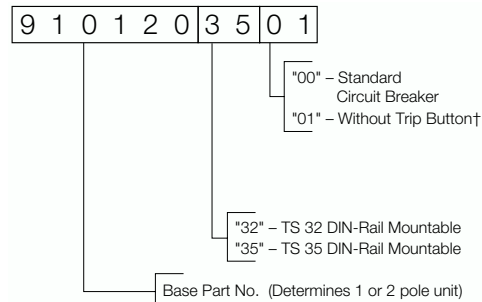 9 1 0 1 2 0 3 5 0 1
"00" – Standard
Circuit Breaker
"01" – Without Trip Button†
"32" – TS 32 DIN-Rail Mountable
"35" – TS 35 DIN-Rail Mountable
Base Part No. (Determines 1 or 2 pole unit)